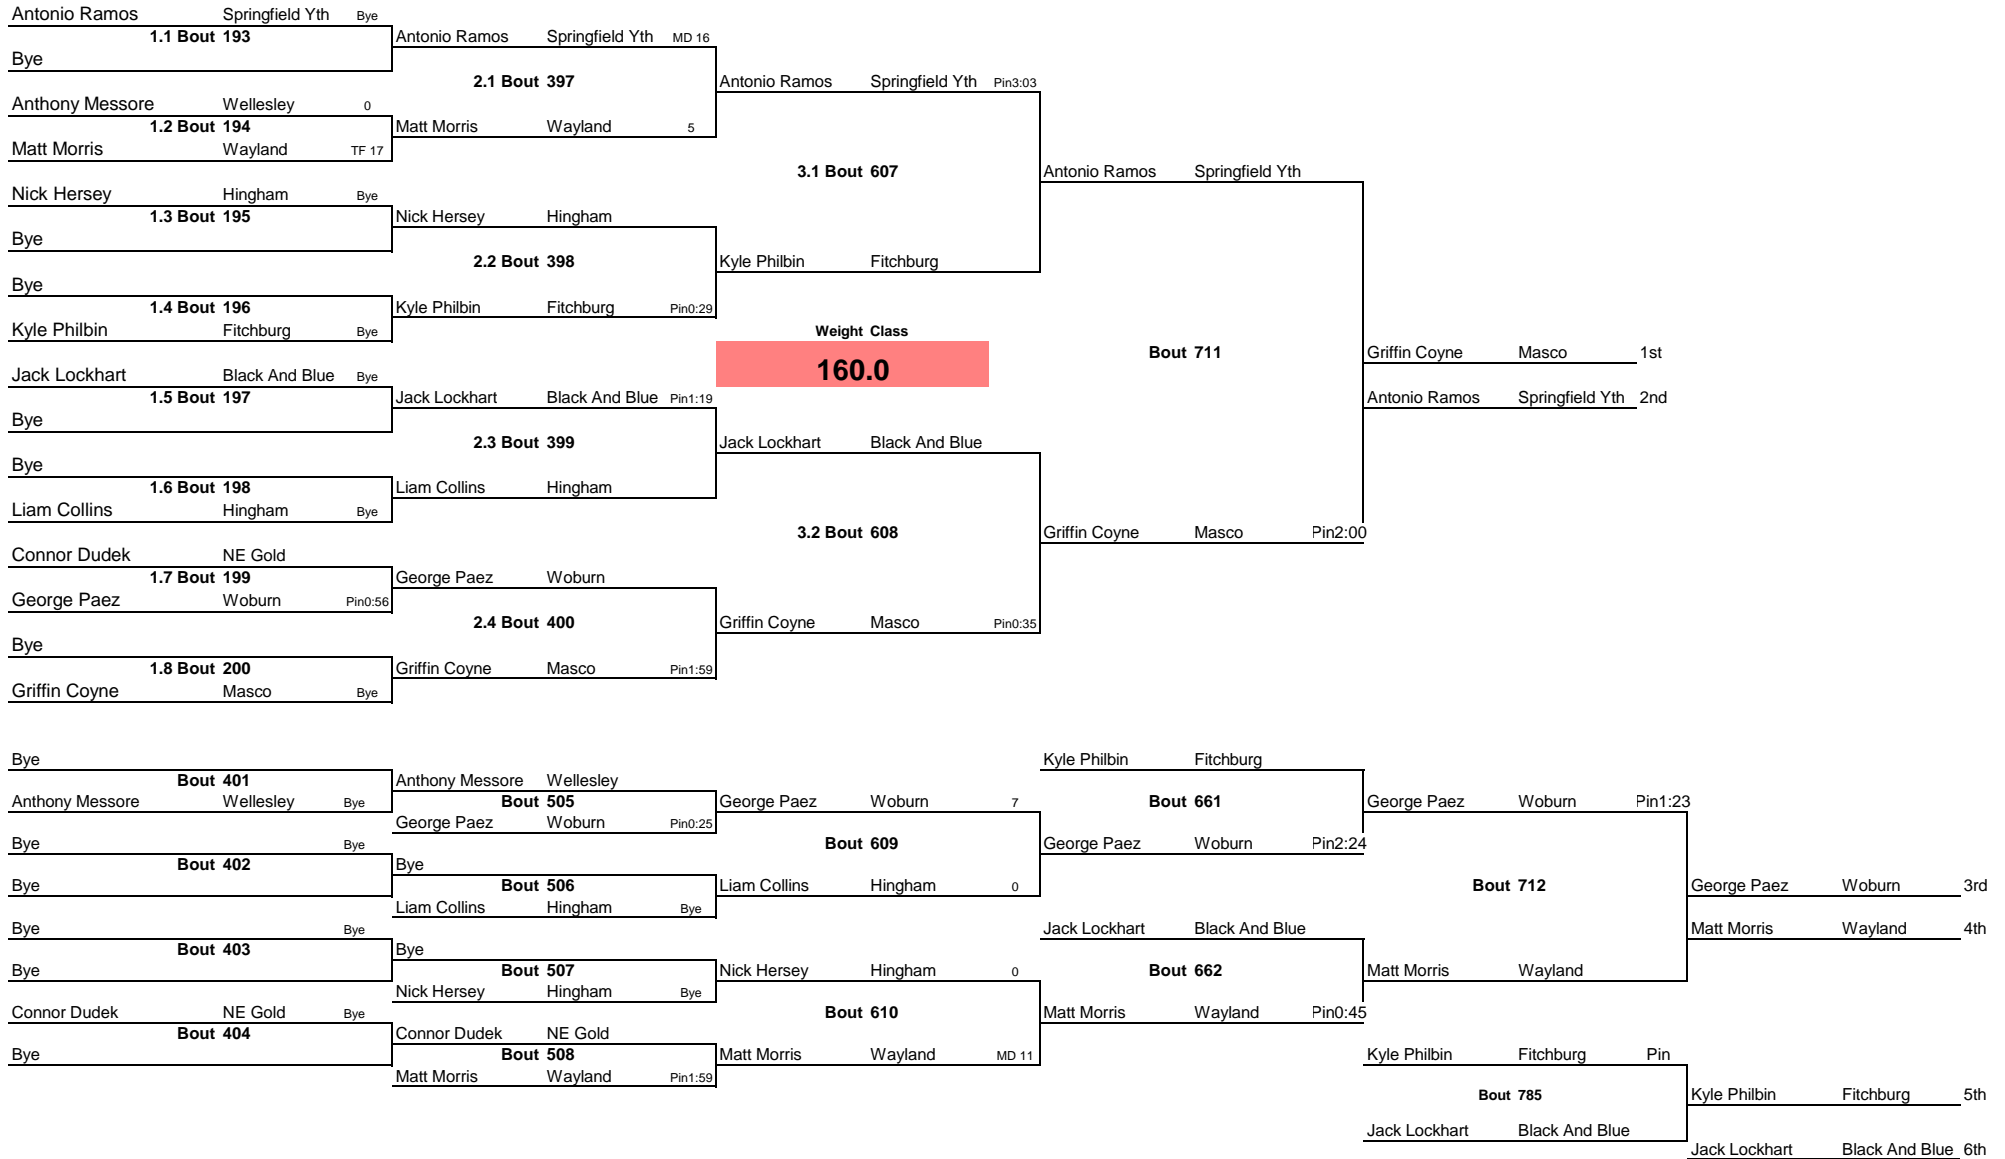 Antonio Ramos Springfield Yth Bye
1.1 Bout 193 Antonio Ramos Springfield Yth MD 16
Bye
2.1 Bout 397 Antonio Ramos Springfield Yth Pin3:03
Anthony Messore Wellesley 0
1.2 Bout 194 Matt Morris Wayland 5
Matt Morris Wayland TF 17
3.1 Bout 607 Antonio Ramos Springfield Yth
Nick Hersey Hingham Bye
1.3 Bout 195 Nick Hersey Hingham
Bye
2.2 Bout 398 Kyle Philbin Fitchburg
Bye
1.4 Bout 196 Kyle Philbin Fitchburg Pin0:29
Kyle Philbin Fitchburg Bye Weight Class
Bout 711 Griffin Coyne Masco 1st
160.0
Jack Lockhart Black And Blue Bye
1.5 Bout 197 Jack Lockhart Black And Blue Pin1:19 Antonio Ramos Springfield Yth 2nd
Bye
2.3 Bout 399 Jack Lockhart Black And Blue
Bye
1.6 Bout 198 Liam Collins Hingham
Liam Collins Hingham Bye
3.2 Bout 608 Griffin Coyne Masco Pin2:00
Connor Dudek NE Gold
1.7 Bout 199 George Paez Woburn
George Paez Woburn Pin0:56
2.4 Bout 400 Griffin Coyne Masco Pin0:35
Bye
1.8 Bout 200 Griffin Coyne Masco Pin1:59
Griffin Coyne Masco Bye
Bye Kyle Philbin Fitchburg
Bout 401 Anthony Messore Wellesley
Anthony Messore Wellesley Bye Bout 505 George Paez Woburn 7 Bout 661 George Paez Woburn Pin1:23
George Paez Woburn Pin0:25
Bye Bye Bout 609 George Paez Woburn Pin2:24
Bout 402 Bye
Bye Bout 506 Liam Collins Hingham 0 Bout 712 George Paez Woburn 3rd
Liam Collins Hingham Bye
Bye Bye Jack Lockhart Black And Blue Matt Morris Wayland 4th
Bout 403 Bye
Bye Bout 507 Nick Hersey Hingham 0 Bout 662 Matt Morris Wayland
Nick Hersey Hingham Bye
Connor Dudek NE Gold Bye Bout 610 Matt Morris Wayland Pin0:45
Bout 404 Connor Dudek NE Gold
Bye Bout 508 Matt Morris Wayland MD 11 Kyle Philbin Fitchburg Pin
Matt Morris Wayland Pin1:59
Bout 785 Kyle Philbin Fitchburg 5th
Jack Lockhart Black And Blue
Jack Lockhart Black And Blue 6th